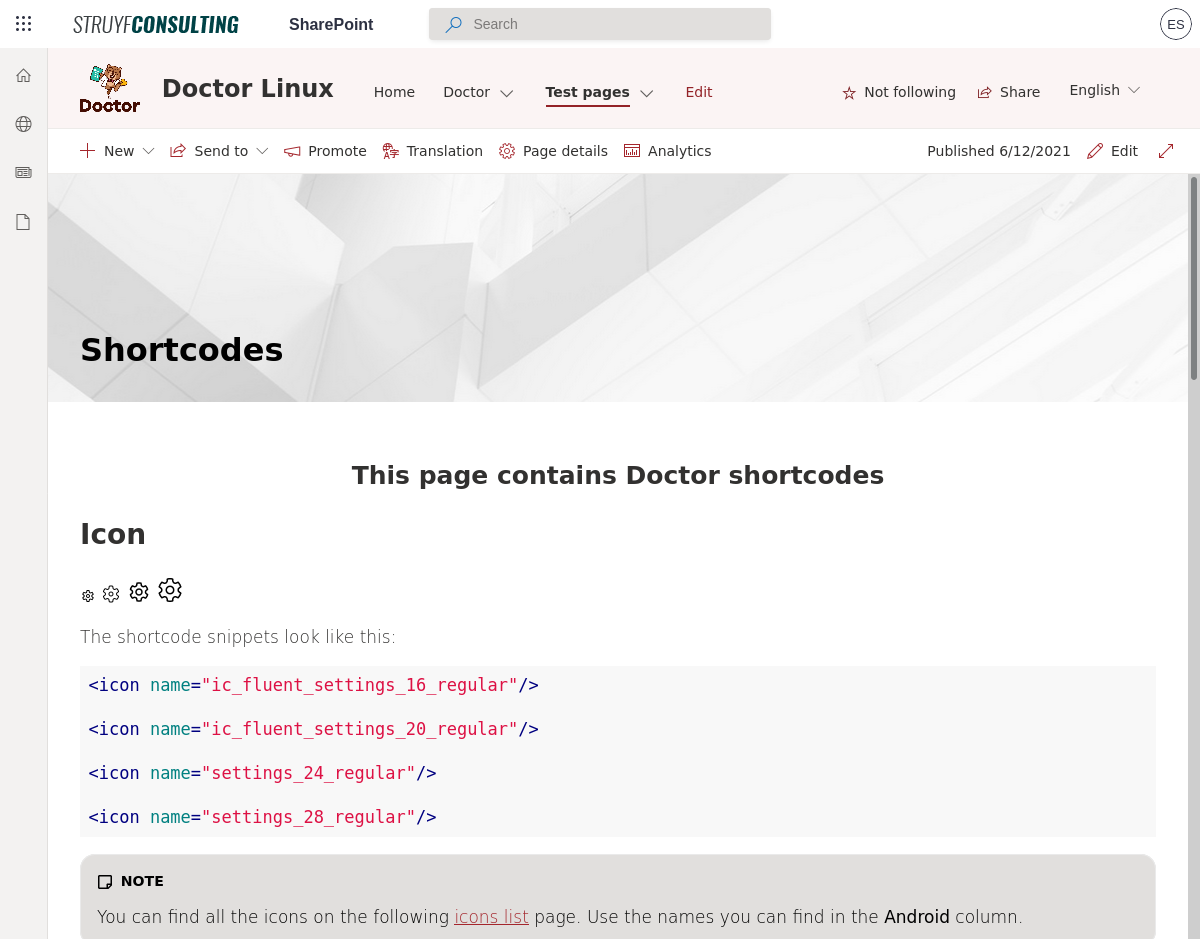 STRUYFCONSULTING SharePoint Search ES
Doctor Doctor Linux Home Doctor Test pages Edit Not following Share English
New Send to Promote Translation Page details Analytics Published 6/12/2021 Edit
Shortcodes
This page contains Doctor shortcodes
Icon
The shortcode snippets look like this:
<icon name="ic_fluent_settings_16_regular"/>
<icon name="ic_fluent_settings_20_regular"/>
<icon name="settings_24_regular"/>
<icon name="settings_28_regular"/>
NOTE
You can find all the icons on the following icons list page. Use the names you can find in the Android column.